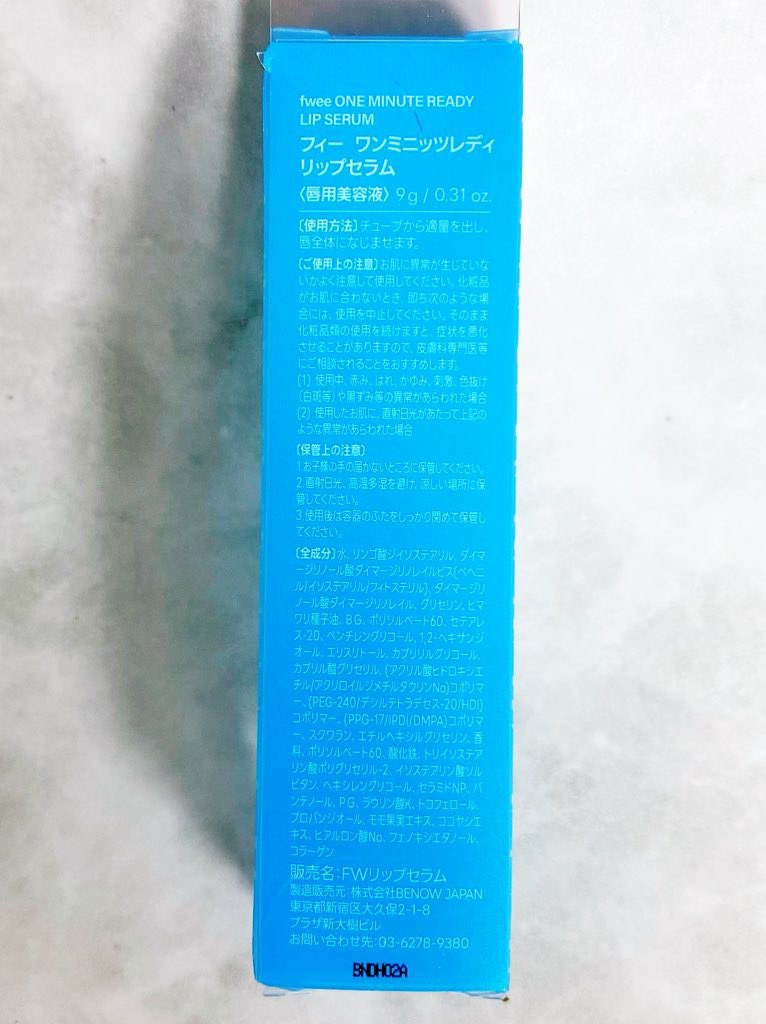 fwee ONE MINUTE READY
LIP SERUM
フィー ワンミニッツレディ
リップセラム
〈唇用美容液〉 9g / 0.31 oz.
〔使用方法〕チューブから適量を出し、
唇全体になじませます。
〔ご使用上の注意〕お肌に異常が生じていな
いかよく注意して使用してください。化粧品
がお肌に合わないとき、即ち次のような場
合には、使用を中止してください。そのまま
化粧品類の使用を続けますと、症状を悪化
させることがありますので、皮膚科専門医等
にご相談されることをおすすめします。
(1) 使用中、赤み、はれ、かゆみ、刺激、色抜け
(白斑等)や黒ずみ等の異常があらわれた場合
(2) 使用したお肌に、直射日光があたって上記の
ような異常があらわれた場合
〔保管上の注意〕
1.お子様の手の届かないところに保管してください。
2.直射日光、高温多湿を避け、涼しい場所に保
管してください。
3.使用後は容器のふたをしっかり閉めて保管し
てください。
〔全成分〕水、リンゴ酸ジイソステアリル、ダイマ
ージリノール酸ダイマージリノレイルビス(ベヘニ
ル/イソステアリル/フィトステリル)、ダイマージリ
ノール酸ダイマージリノレイル、グリセリン、ヒマ
ワリ種子油、BG、ポリソルベート60、セテアレ
ス-20、ペンチレングリコール、1,2-ヘキサンジ
オール、エリスリトール、カプリリルグリコール、
カプリル酸グリセリル、(アクリル酸ヒドロキシエ
チル/アクリロイルジメチルタウリンNa)コポリマ
ー、(PEG-240/デシルテトラデセス-20/HDI)
コポリマー、(PPG-17/IPDI/DMPA)コポリマ
ー、スクワラン、エチルヘキシルグリセリン、香
料、ポリソルベート60、酸化鉄、トリイソステア
リン酸ポリグリセリル-2、イソステアリン酸ソル
ビタン、ヘキシレングリコール、セラミドNP、パ
ンテノール、PG、ラウリン酸K、トコフェロール、
プロパンジオール、モモ果実エキス、ココヤシエ
キス、ヒアルロン酸Na、フェノキシエタノール、
コラーゲン
販売名:FWリップセラム
製造販売元:株式会社BENOW JAPAN
東京都新宿区大久保2-1-8
プラザ新大樹ビル
お問い合わせ先:03-6278-9380
BNDH02A